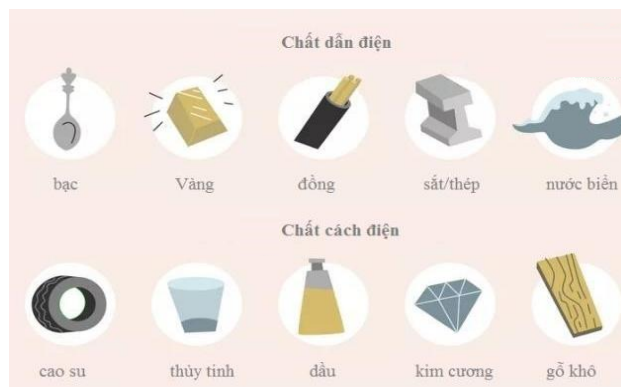 Chất dẫn điện
bạc Vàng đồng sắt/thép nước biển
Chất cách điện
cao su thủy tinh dầu kim cương gỗ khô